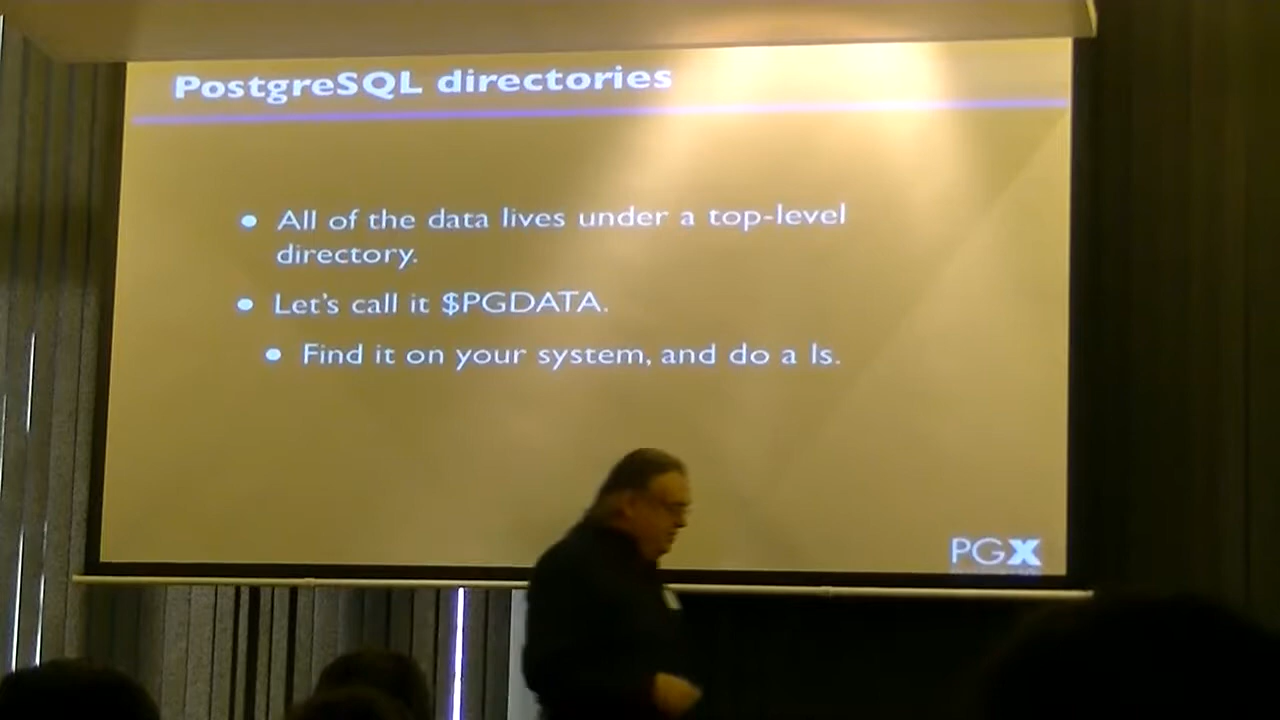 PostgreSQL directories
• All of the data lives under a top-level
directory.
• Let's call it $PGDATA.
• Find it on your system, and do a ls.
PGX